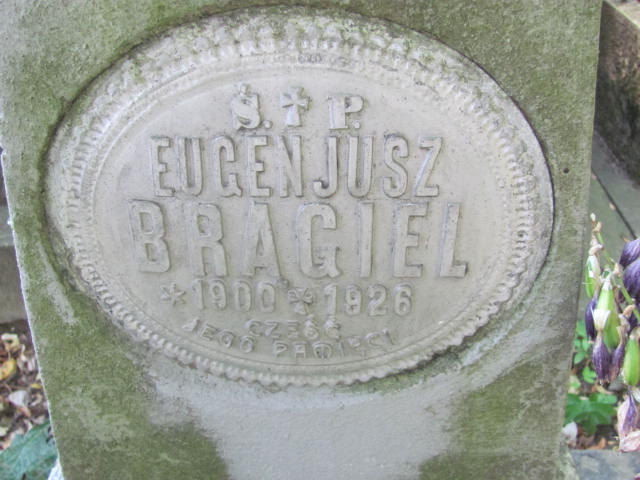 Ś. † P.
EUGENJUSZ
BRAGIEL
* 1900 † 1926
CZEŚĆ
JEGO PAMIĘCI